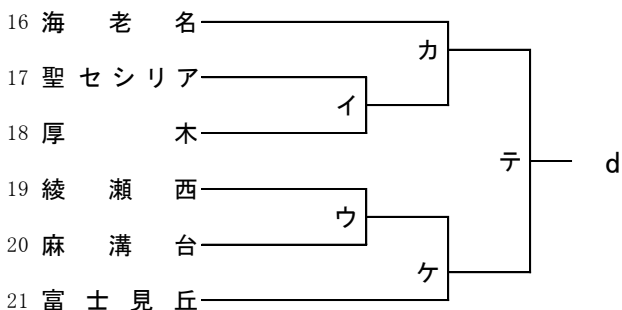 16 海老名
カ
17 聖セシリア
イ
18 厚木
テ d
19 綾瀬西
ウ
20 麻溝台
ケ
21 富士見丘